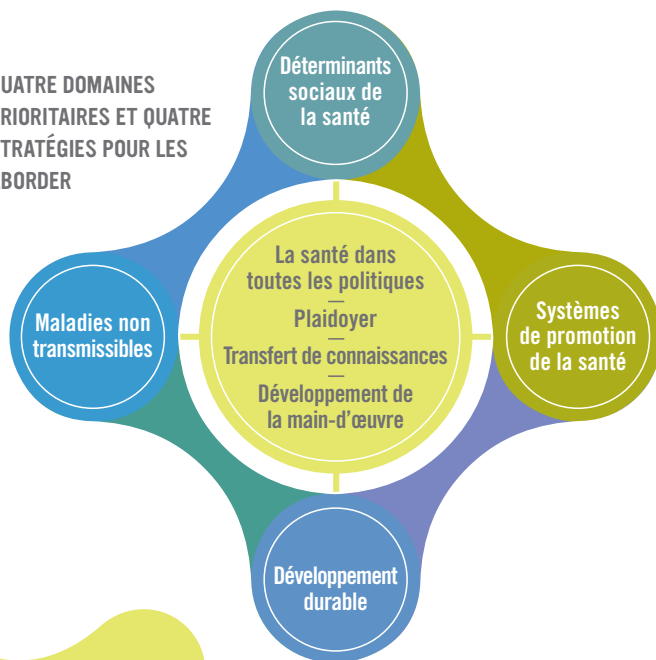 UATRE DOMAINES
RIORITAIRES ET QUATRE
TRATÉGIES POUR LES
BORDER
Déterminants
sociaux de
la santé
La santé dans
toutes les politiques
Plaidoyer
Transfert de connaissances
Développement de
la main-d'œuvre
Maladies non
transmissibles
Systèmes
de promotion
de la santé
Développement
durable